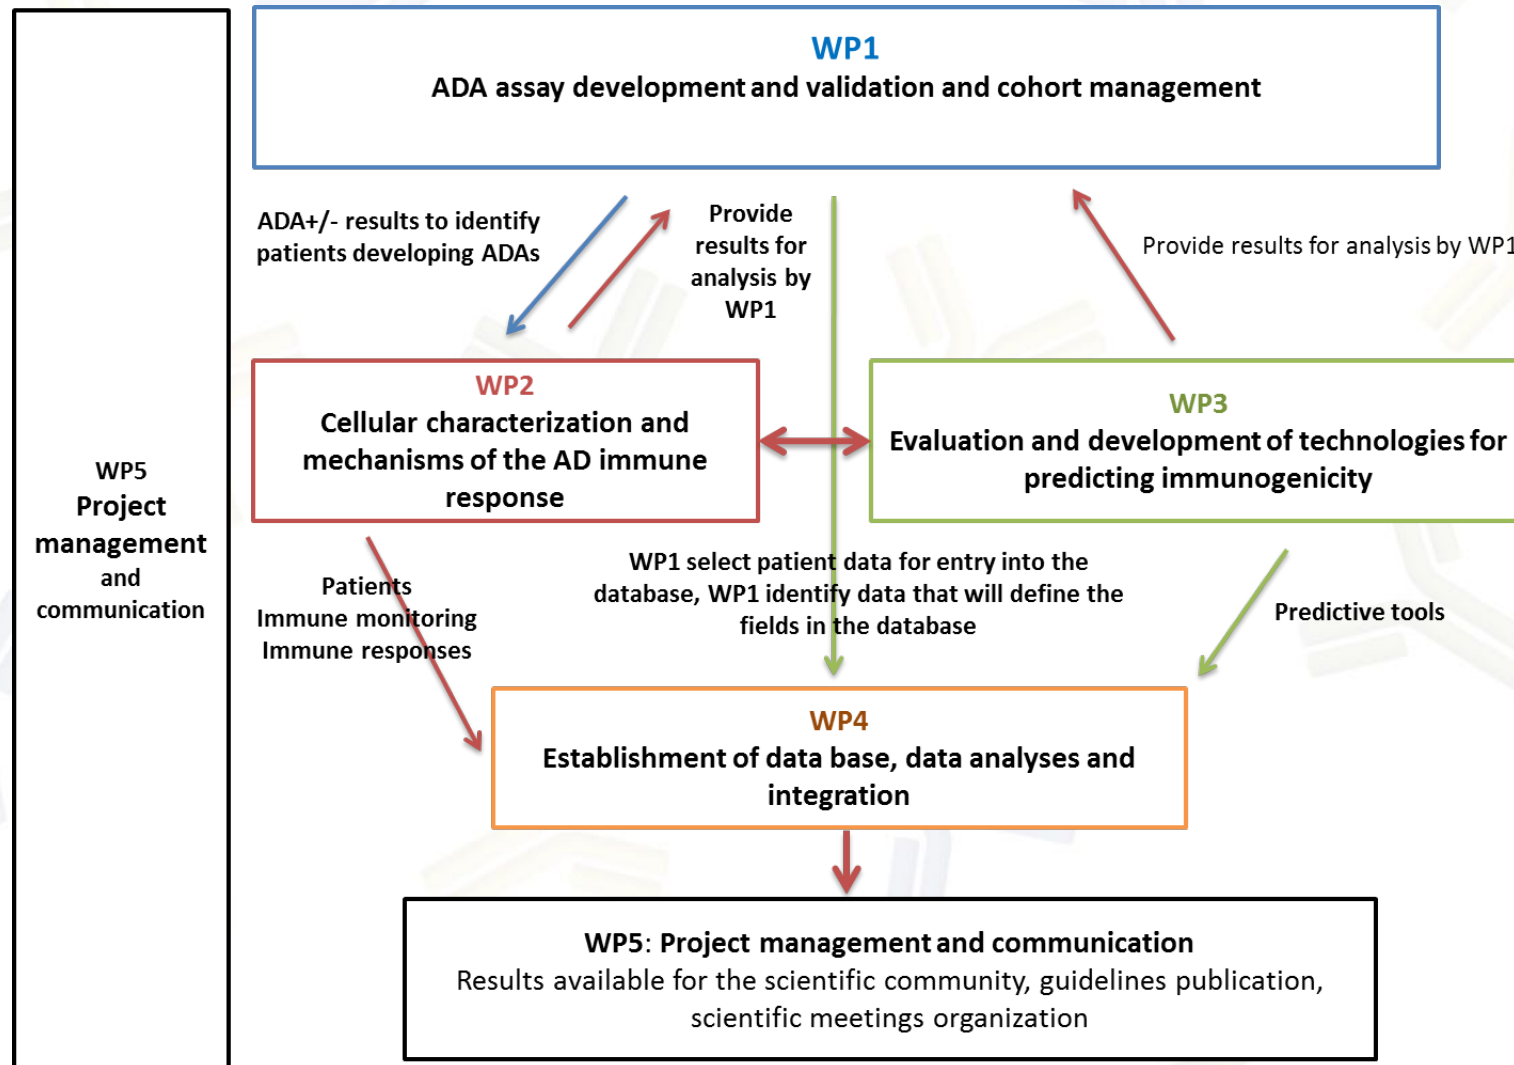 WP5
Project
management
and
communication
WP1
ADA assay development and validation and cohort management
ADA+/- results to identify
patients developing ADAs
Provide
results for
analysis by
WP1
Provide results for analysis by WP1
WP2
Cellular characterization and
mechanisms of the AD immune
response
WP3
Evaluation and development of technologies for
predicting immunogenicity
Patients
Immune monitoring
Immune responses
WP1 select patient data for entry into the
database, WP1 identify data that will define the
fields in the database
Predictive tools
WP4
Establishment of data base, data analyses and
integration
WP5: Project management and communication
Results available for the scientific community, guidelines publication,
scientific meetings organization